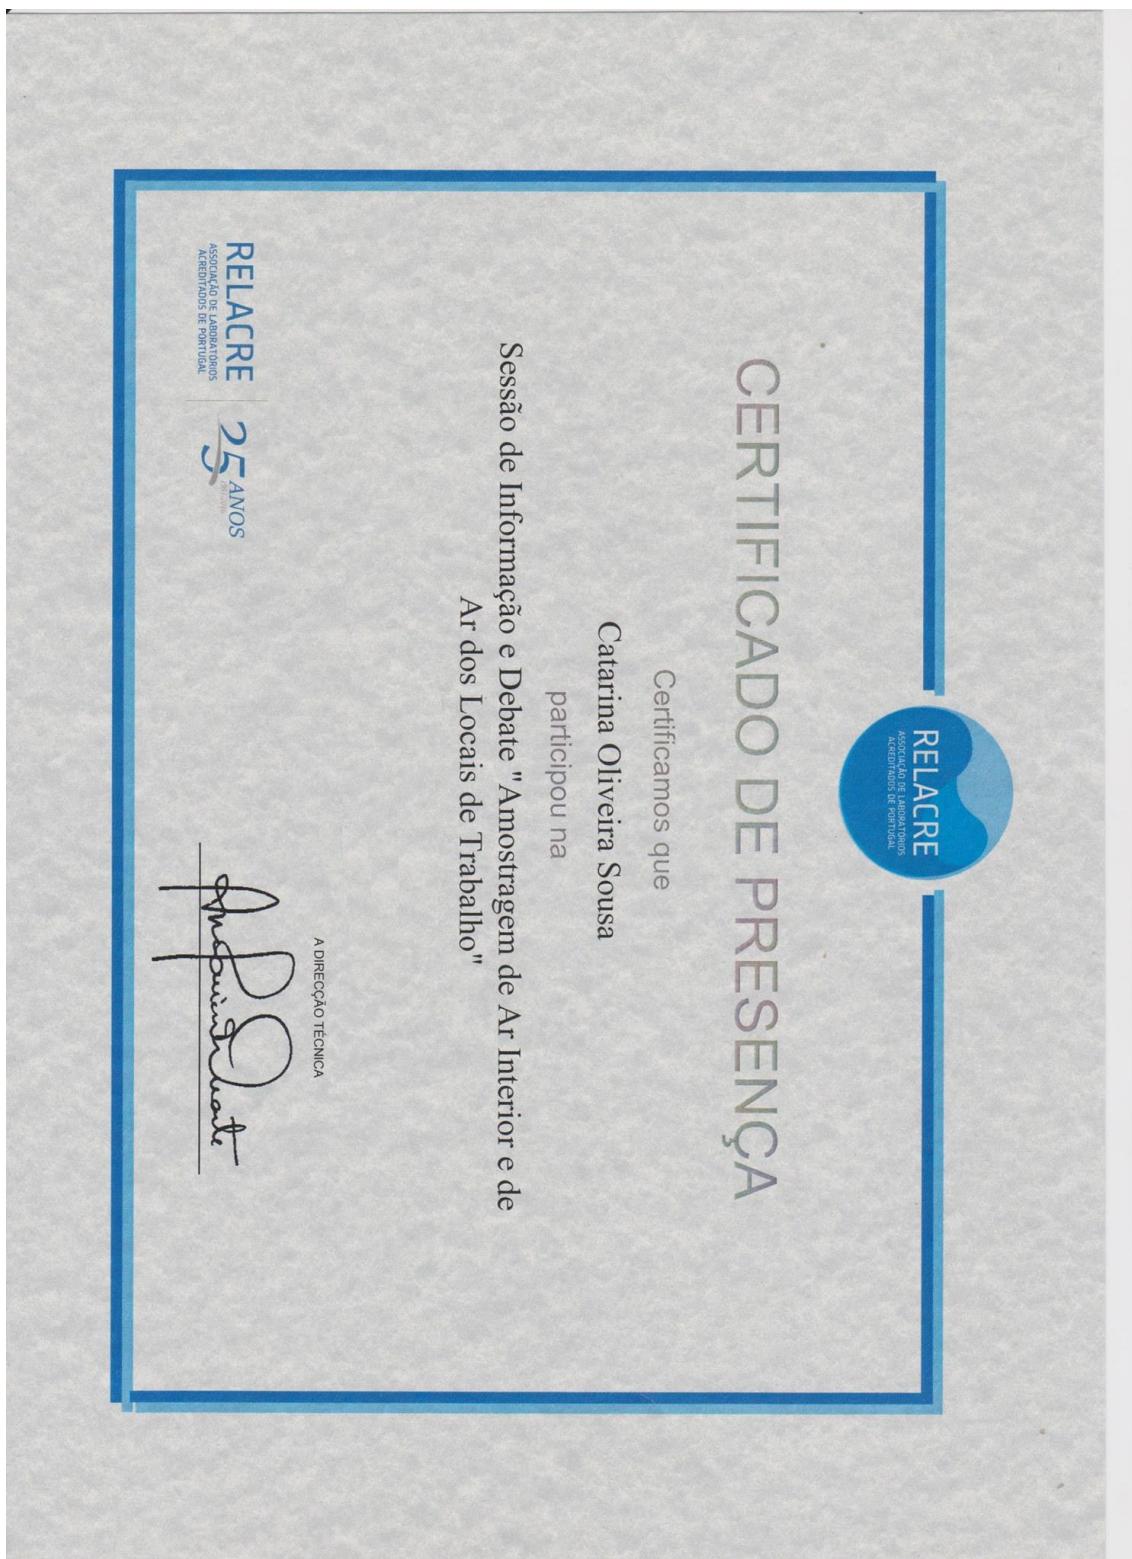 RELACRE
ASSOCIAÇÃO DE LABORATÓRIOS
ACREDITADOS DE PORTUGAL
CERTIFICADO DE PRESENÇA
Certificamos que
Catarina Oliveira Sousa
participou na
Sessão de Informação e Debate "Amostragem de Ar Interior e de
Ar dos Locais de Trabalho"
A DIRECÇÃO TÉCNICA
RELACRE
ASSOCIAÇÃO DE LABORATÓRIOS
ACREDITADOS DE PORTUGAL
25 ANOS